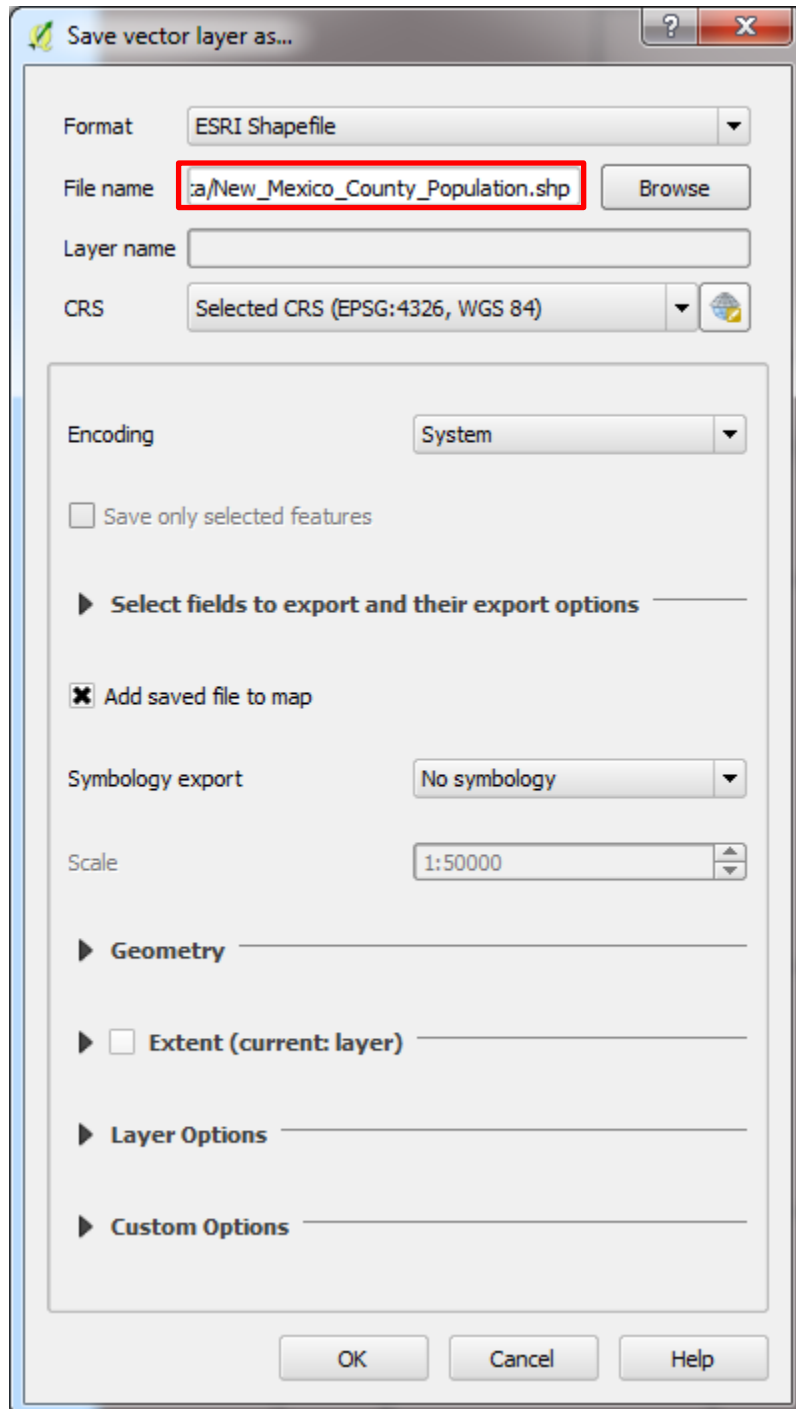 Save vector layer as...
?
X
Format ESRI Shapefile
File name :a/New_Mexico_County_Population.shp Browse
Layer name
CRS Selected CRS (EPSG:4326, WGS 84)
Encoding System
Save only selected features
Select fields to export and their export options
Add saved file to map
Symbology export No symbology
Scale 1:50000
Geometry
Extent (current: layer)
Layer Options
Custom Options
OK Cancel Help